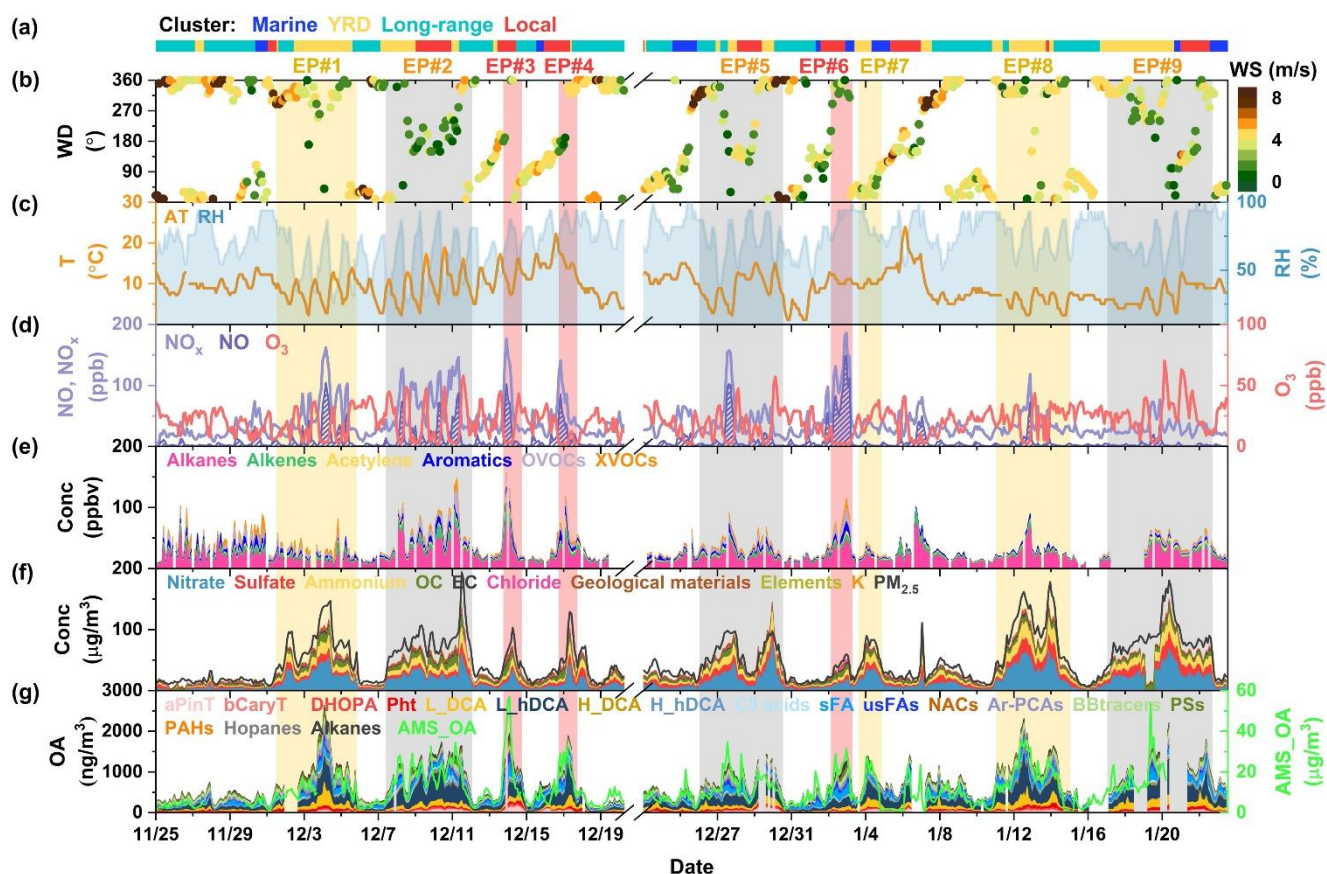 (a)
Cluster: Marine YRD Long-range Local
EP#1 EP#2 EP#3 EP#4 EP#5 EP#6 EP#7 EP#8 EP#9
WS (m/s)
8
4
0
(b)
WD
(°)
360
270
180
90
(c)
AT RH
T
(°C)
30
20
10
100
50
RH
(%)
(d)
NOx NO O3
NO, NOx
(ppb)
200
100
100
50
0
O3
(ppb)
(e)
Alkanes Alkenes Acetylene Aromatics OVOCs XVOCs
Conc
(ppbv)
200
100
(f)
Nitrate Sulfate Ammonium OC EC Chloride Geological materials Elements K PM2.5
Conc
(µg/m3)
200
100
(g)
aPinT bCaryT DHOPA Pht L_DCA L_hDCA H_DCA H_hDCA C9 acids sFA usFAs NACs Ar-PCAs BBtracers PSs
PAHs Hopanes Alkanes AMS_OA
OA
(ng/m3)
3000
2000
1000
0
60
40
20
0
AMS_OA
(µg/m3)
11/25 11/29 12/3 12/7 12/11 12/15 12/19 12/27 12/31 1/4 1/8 1/12 1/16 1/20
Date